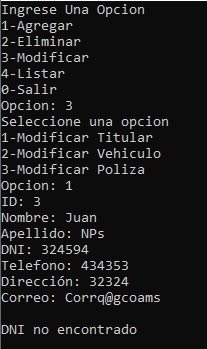 Ingrese Una Opcion
1-Agregar
2-Eliminar
3-Modificar
4-Listar
0-Salir
Opcion: 3
Seleccione una opcion
1-Modificar Titular
2-Modificar Vehiculo
3-Modificar Poliza
Opcion: 1
ID: 3
Nombre: Juan
Apellido: NPs
DNI: 324594
Telefono: 434353
Dirección: 32324
Correo: Corrq@gcoams
DNI no encontrado